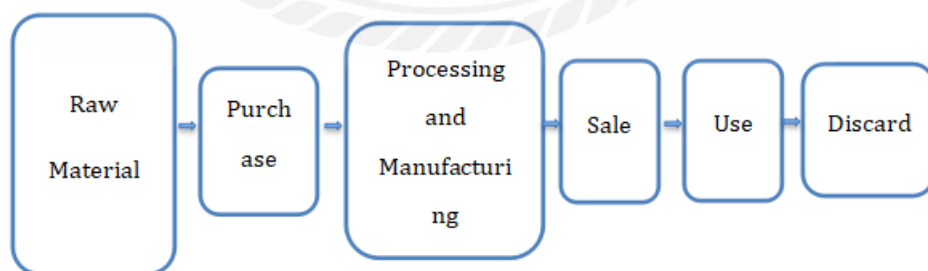 Raw
Material
Purch
ase
Processing
and
Manufacturi
ng
Sale
Use
Discard